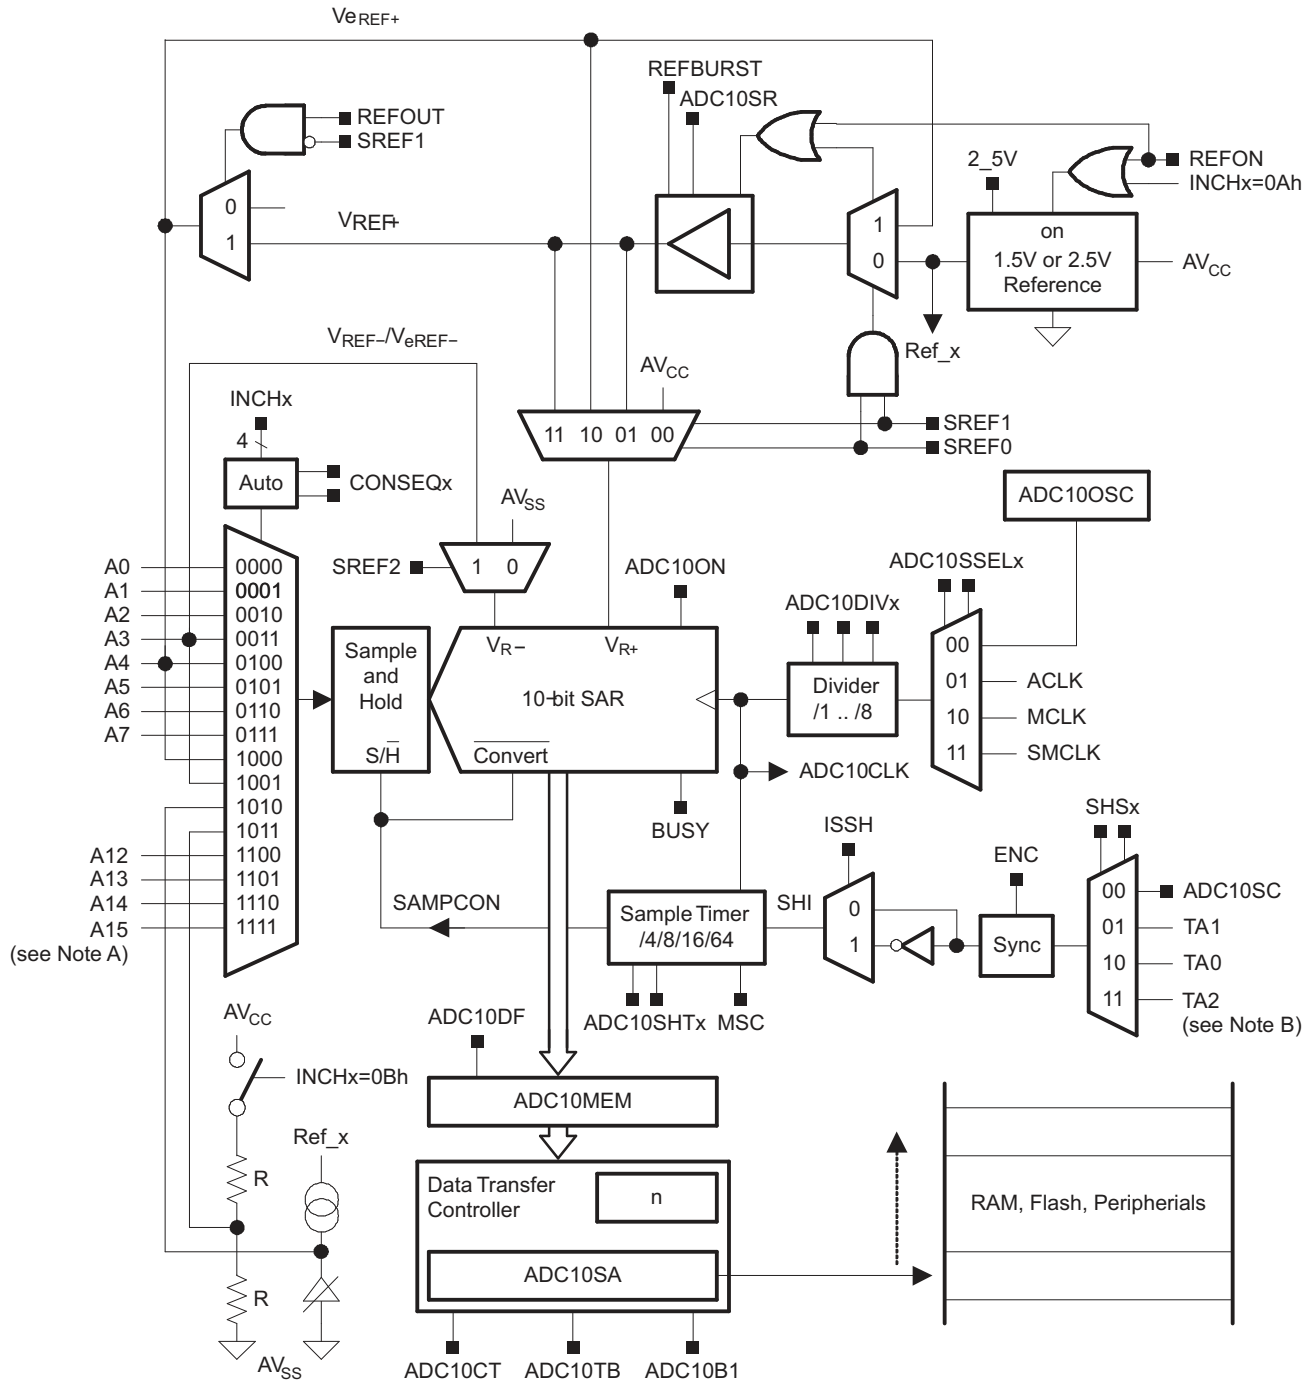 VeREF+
REFBURST
ADC10SR
REFOUT
SREF1
2_5V
REFON
INCHx=0Ah
0
1
VREF+
1
0
on
1.5V or 2.5V
Reference
AVCC
VREF−/VeREF−
Ref_x
AVCC
INCHx
4
11 10 01 00
SREF1
SREF0
Auto
CONSEQx
AVSS
ADC10OSC
SREF2
1 0
ADC10ON
ADC10SSELx
ADC10DIVx
A0
A1
A2
A3
A4
A5
A6
A7
A12
A13
A14
A15
(see Note A)
0000
0001
0010
0011
0100
0101
0110
0111
1000
1001
1010
1011
1100
1101
1110
1111
Sample
and
Hold
S/H
VR−
VR+
10−bit SAR
Convert
Divider
/1 .. /8
00
01
10
11
ACLK
MCLK
SMCLK
ADC10CLK
BUSY
ISSH
ENC
SHSx
SAMPCON
Sample Timer
/4/8/16/64
SHI
0
1
Sync
00
01
10
11
ADC10SC
TA1
TA0
TA2
(see Note B)
ADC10DF
ADC10SHTx
MSC
AVCC
INCHx=0Bh
ADC10MEM
Ref_x
R
R
AVSS
Data Transfer
Controller
n
ADC10SA
RAM, Flash, Peripherials
ADC10CT
ADC10TB
ADC10B1